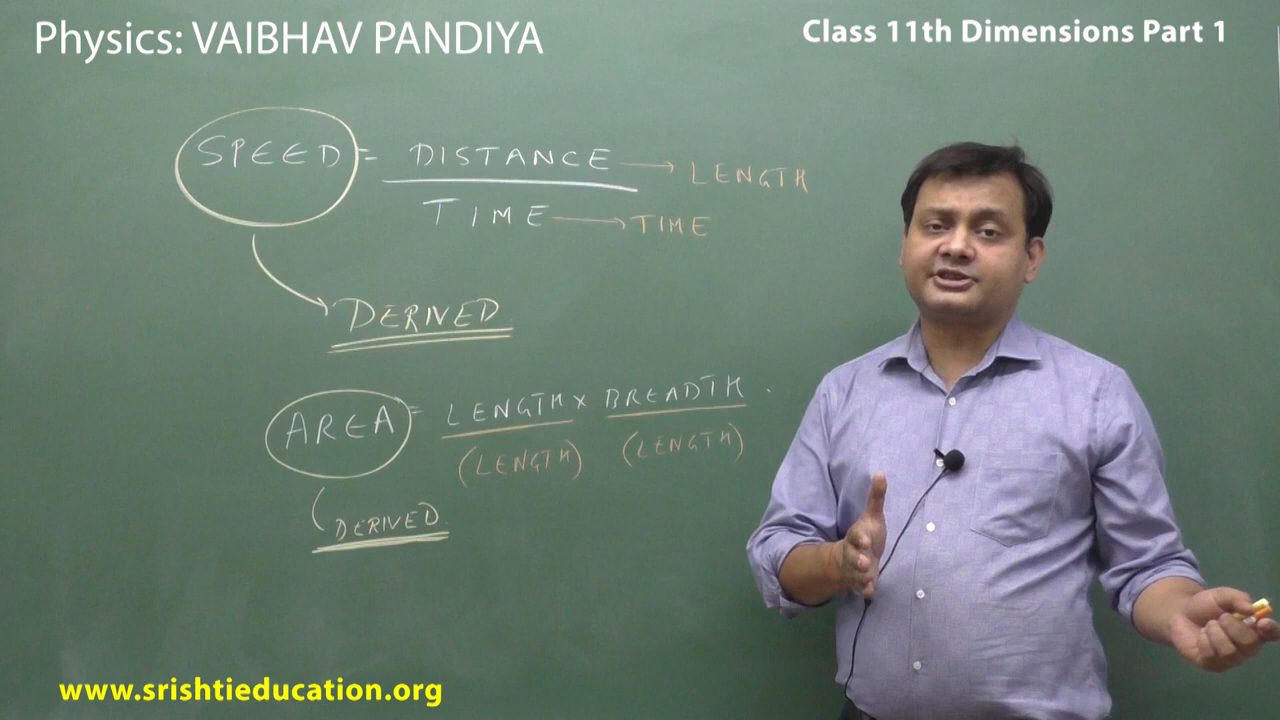 Physics: VAIBHAV PANDIYA
Class 11th Dimensions Part 1
SPEED = DISTANCE → LENGTH
TIME → TIME
DERIVED
AREA = LENGTH x BREADTH .
(LENGTH) (LENGTH)
DERIVED
www.srishtieducation.org